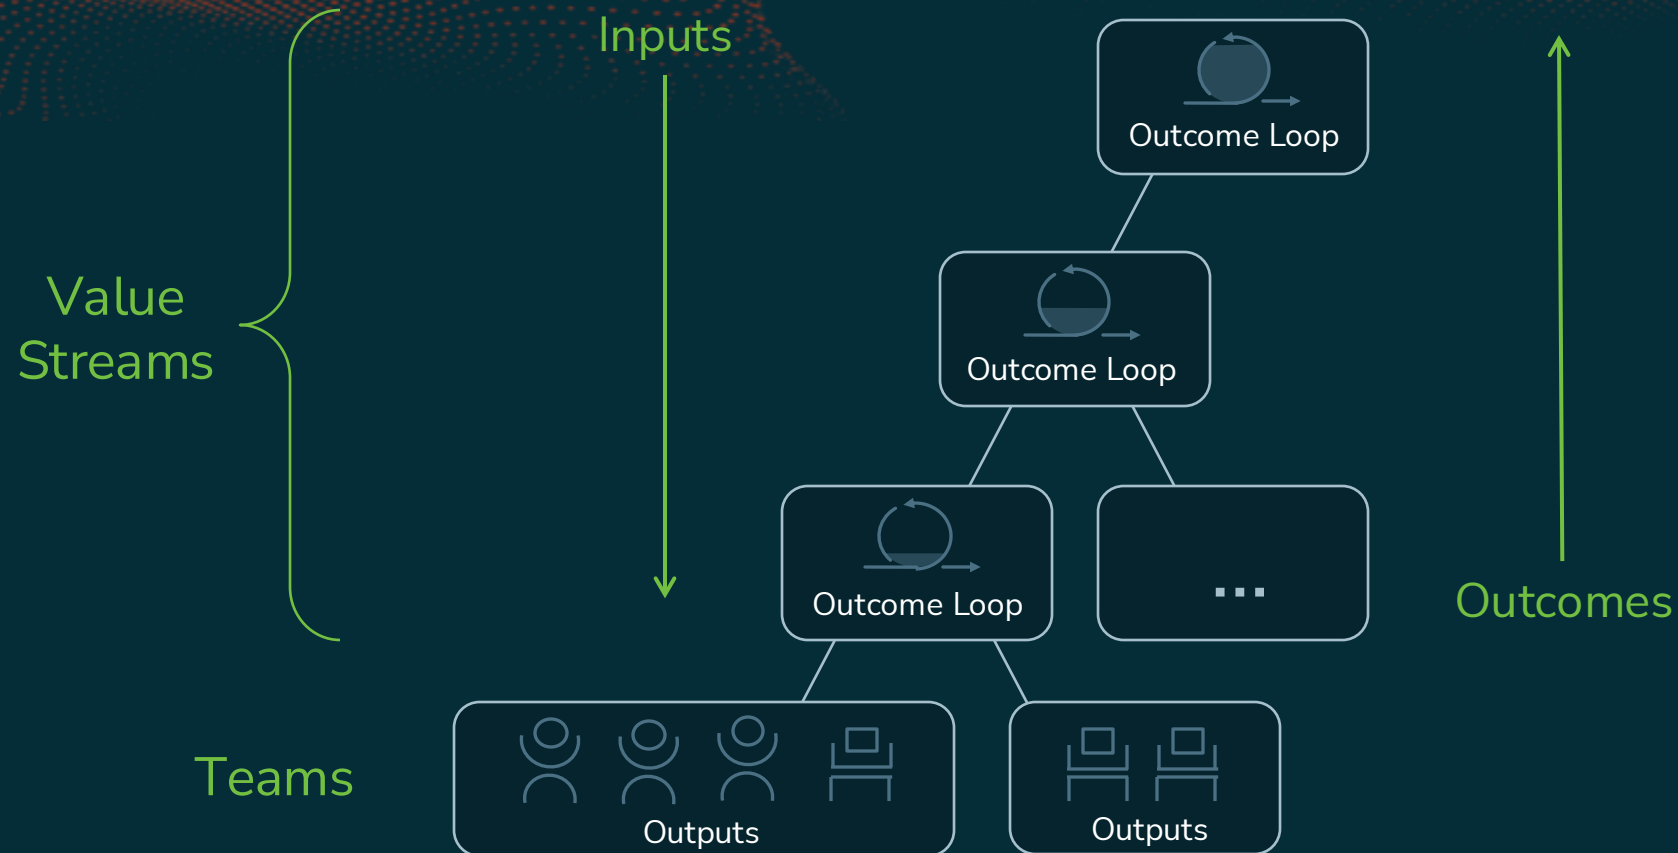 Inputs
Outcome Loop
Value
Streams
Outcome Loop
Outcome Loop
...
Outcomes
Teams
Outputs
Outputs